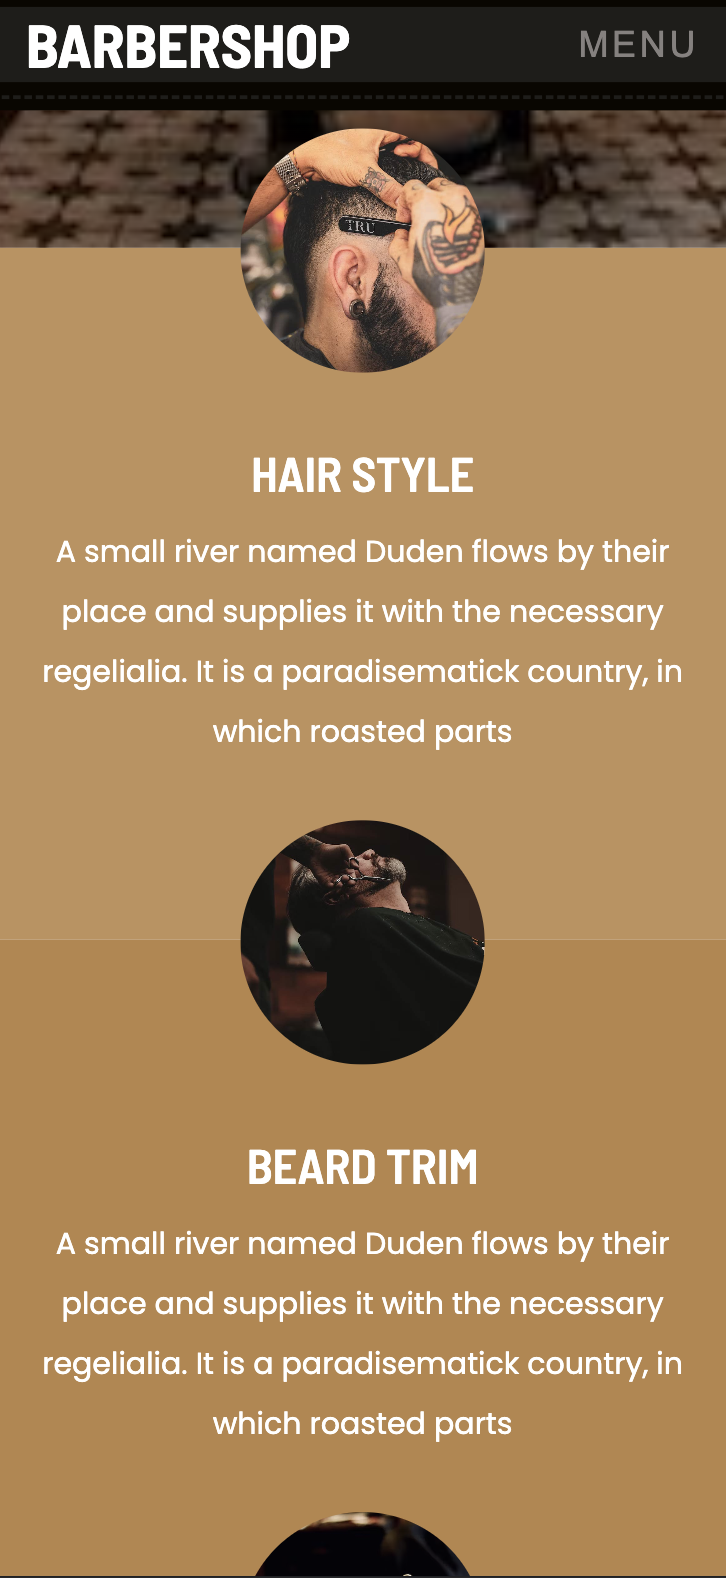 BARBERSHOP
MENU
TRU
HAIR STYLE
A small river named Duden flows by their
place and supplies it with the necessary
regelialia. It is a paradisematick country, in
which roasted parts
BEARD TRIM
A small river named Duden flows by their
place and supplies it with the necessary
regelialia. It is a paradisematick country, in
which roasted parts